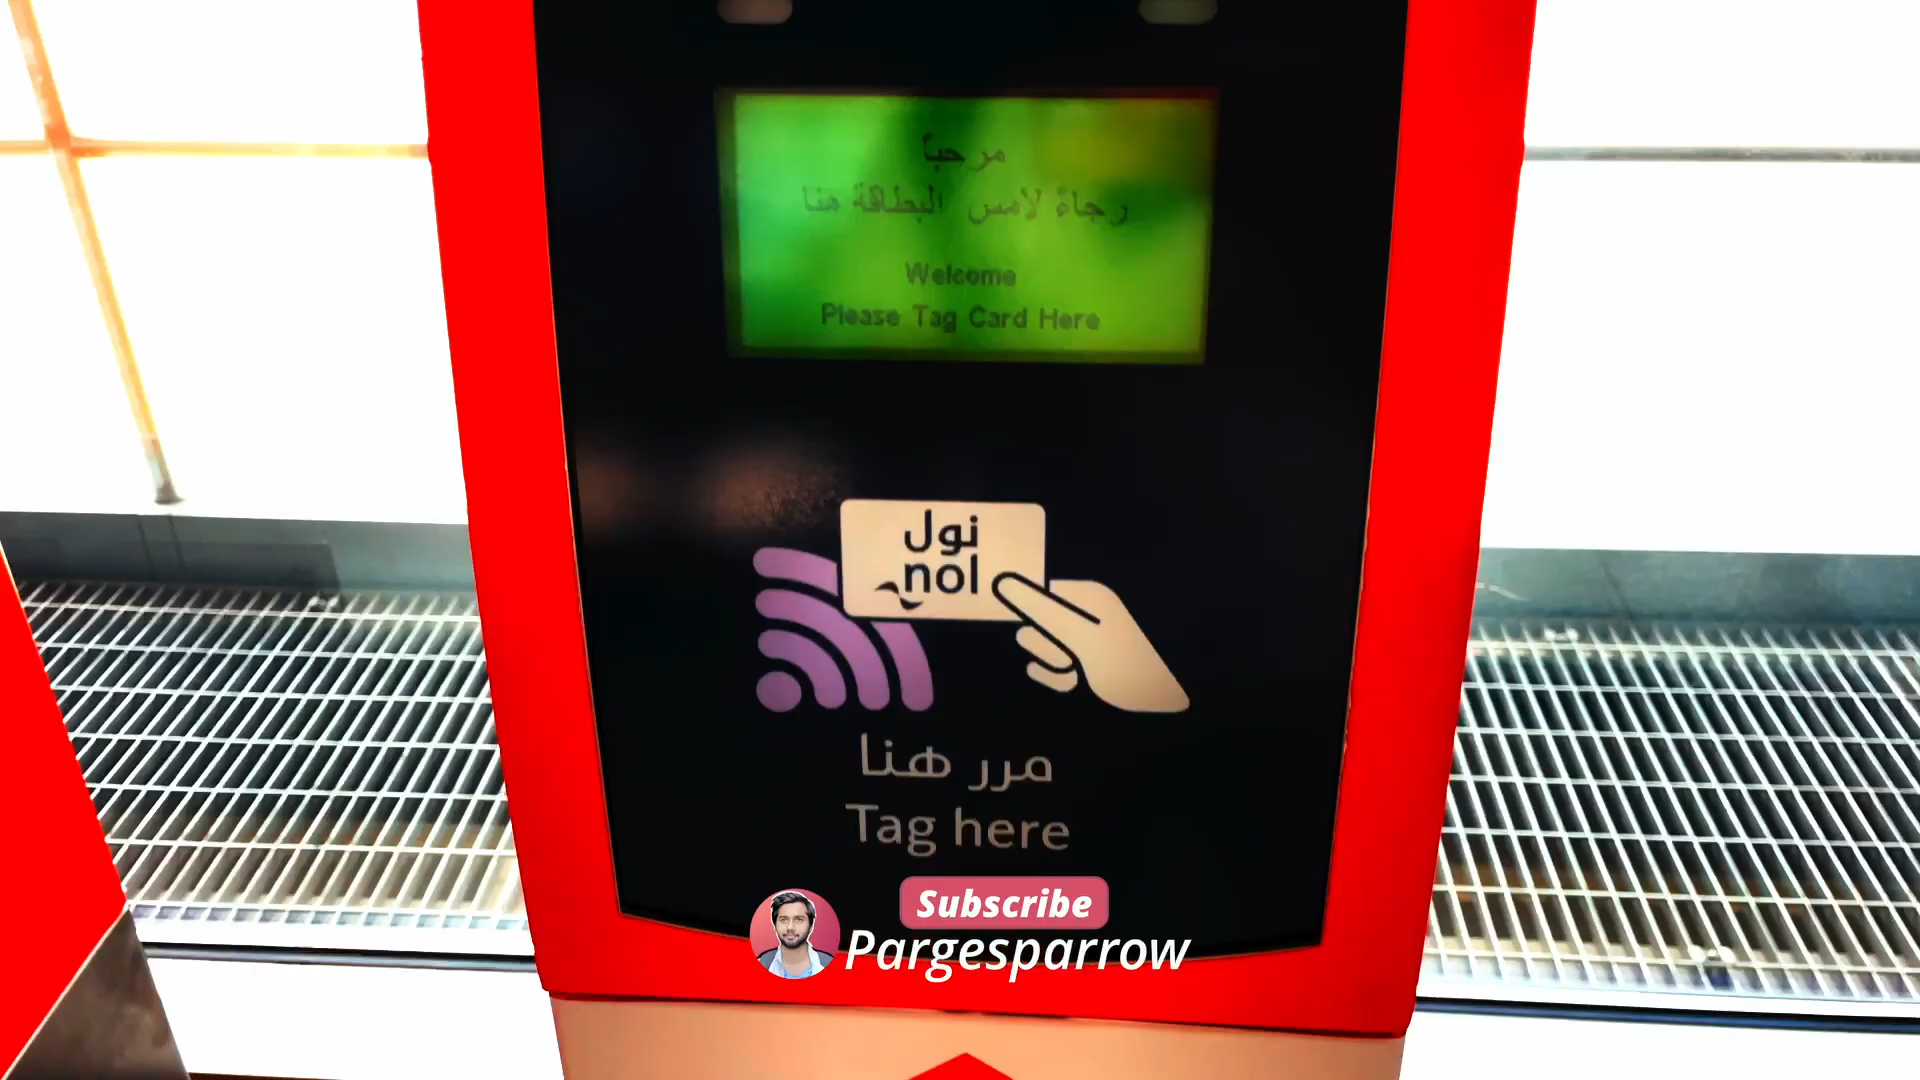 مرحباً
رجاءً لامس البطاقة هنا
Welcome
Please Tag Card Here
نول
nol
مرر هنا
Tag here
Subscribe
Pargesparrow